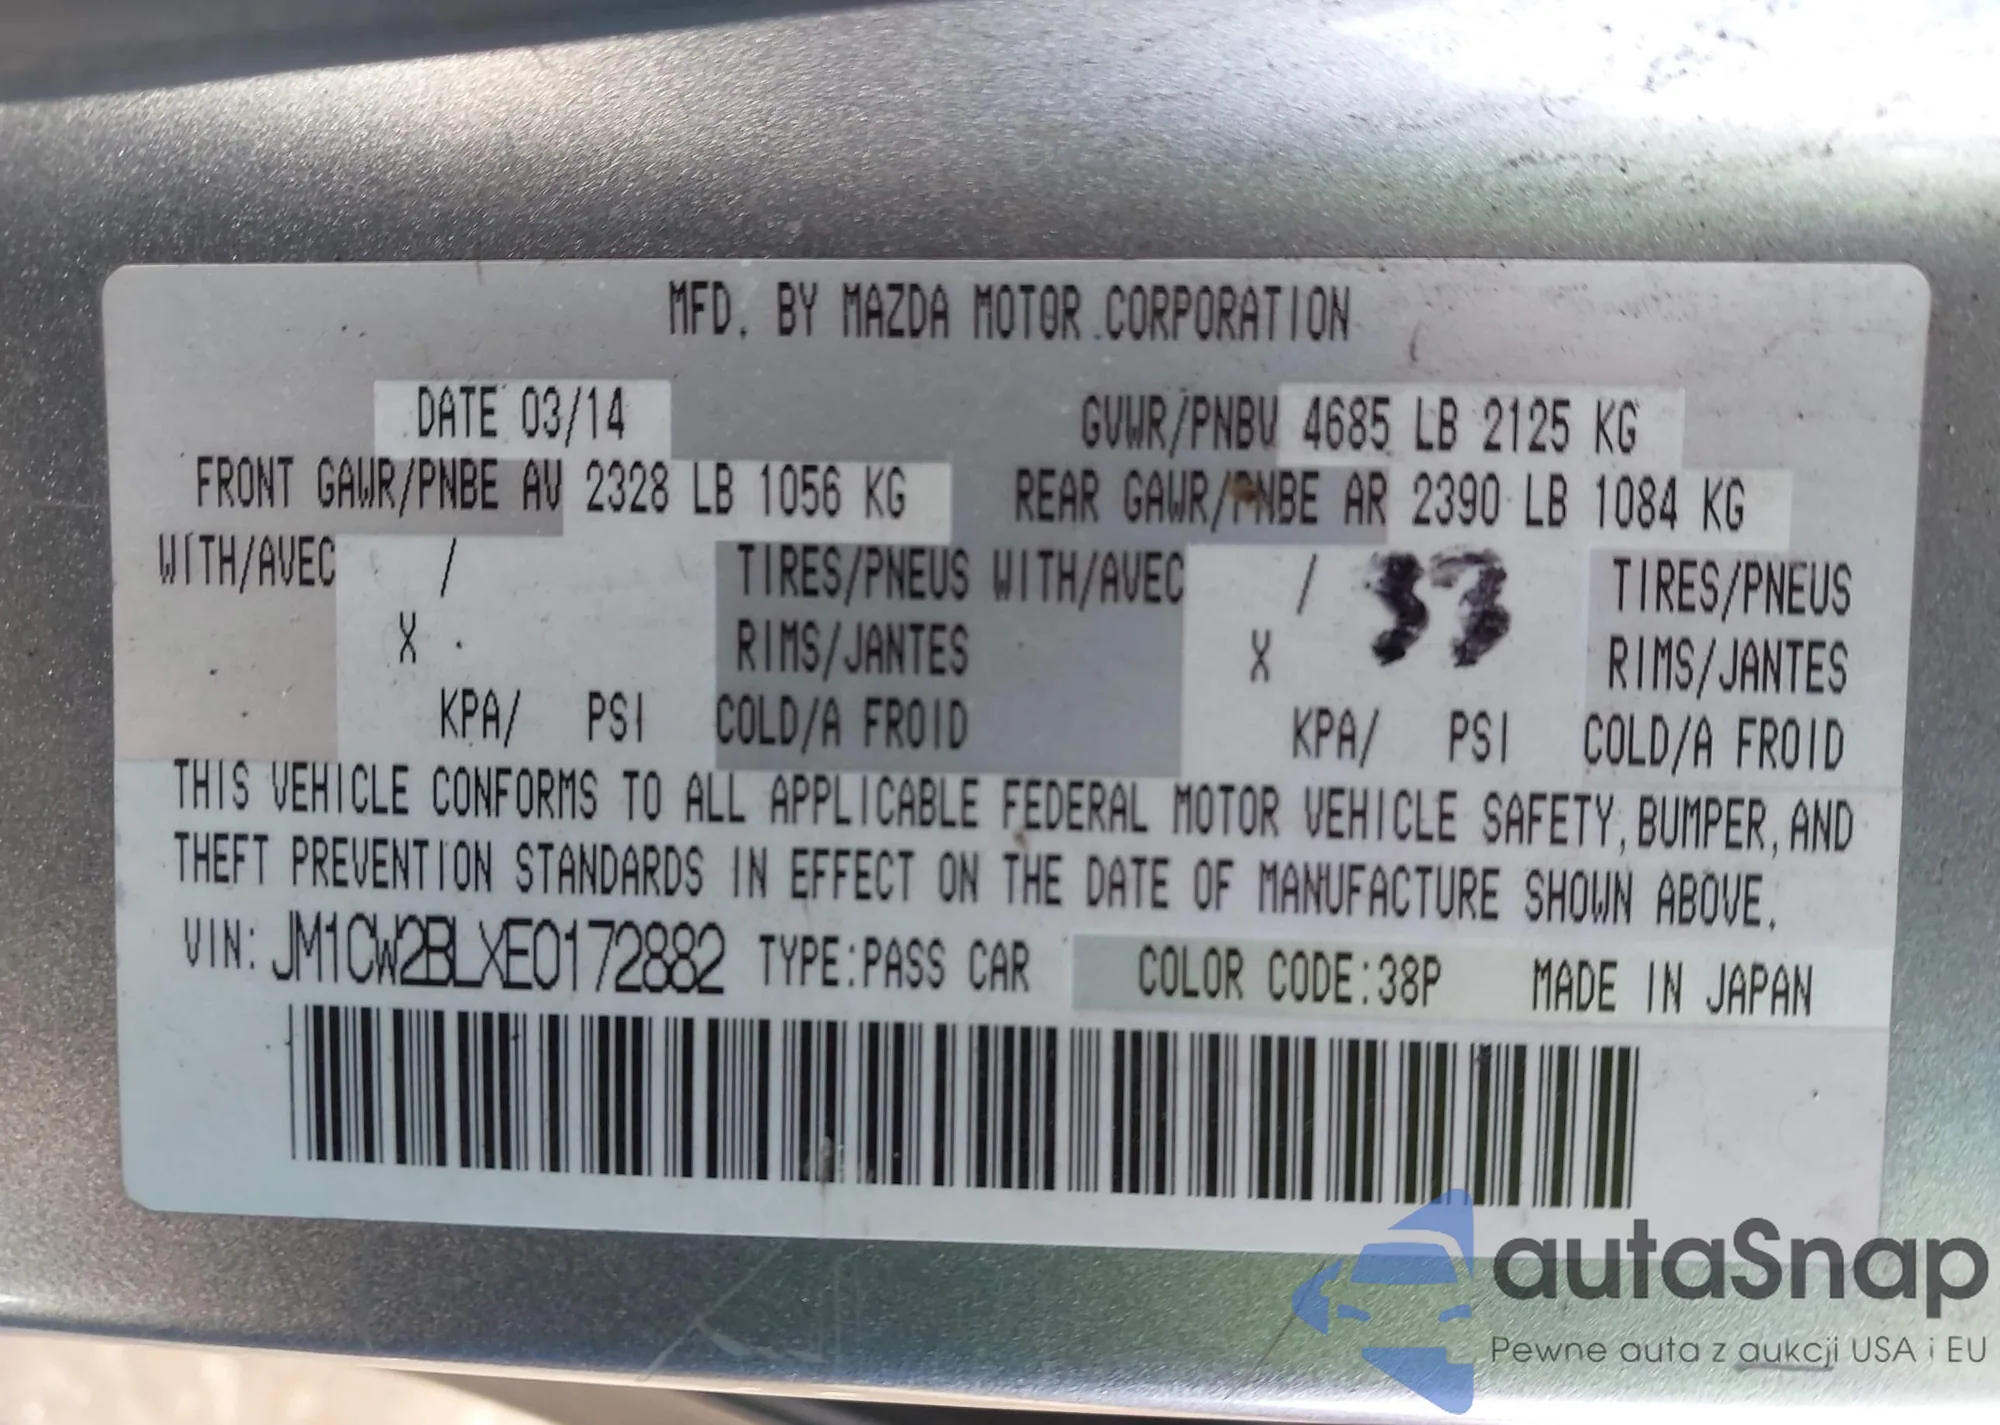 MFD. BY MAZDA MOTOR CORPORATION
DATE 03/14 GVWR/PNBV 4685 LB 2125 KG
FRONT GAWR/PNBE AV 2328 LB 1056 KG REAR GAWR/PNBE AR 2390 LB 1084 KG
WITH/AVEC / TIRES/PNEUS WITH/AVEC / 33 TIRES/PNEUS
X RIMS/JANTES X RIMS/JANTES
KPA/ PSI COLD/A FROID KPA/ PSI COLD/A FROID
THIS VEHICLE CONFORMS TO ALL APPLICABLE FEDERAL MOTOR VEHICLE SAFETY, BUMPER, AND
THEFT PREVENTION STANDARDS IN EFFECT ON THE DATE OF MANUFACTURE SHOWN ABOVE.
VIN: JM1CW2BLXE0172882 TYPE:PASS CAR COLOR CODE:38P MADE IN JAPAN
autaSnap
Pewne auta z aukcji USA i EU